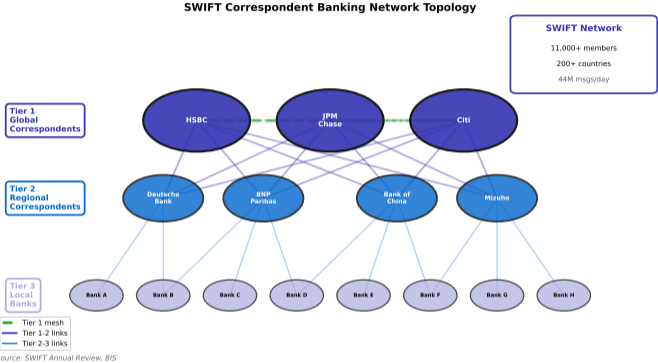 SWIFT Correspondent Banking Network Topology
SWIFT Network
11,000+ members
200+ countries
44M msgs/day
Tier 1
Global
Correspondents
HSBC
JPM
Chase
Citi
Tier 2
Regional
Correspondents
Deutsche
Bank
BNP
Paribas
Bank of
China
Mizuho
Tier 3
Local
Banks
Bank A
Bank B
Bank C
Bank D
Bank E
Bank F
Bank G
Bank H
Tier 1 mesh
Tier 1-2 links
Tier 2-3 links
ource: SWIFT Annual Review, BIS